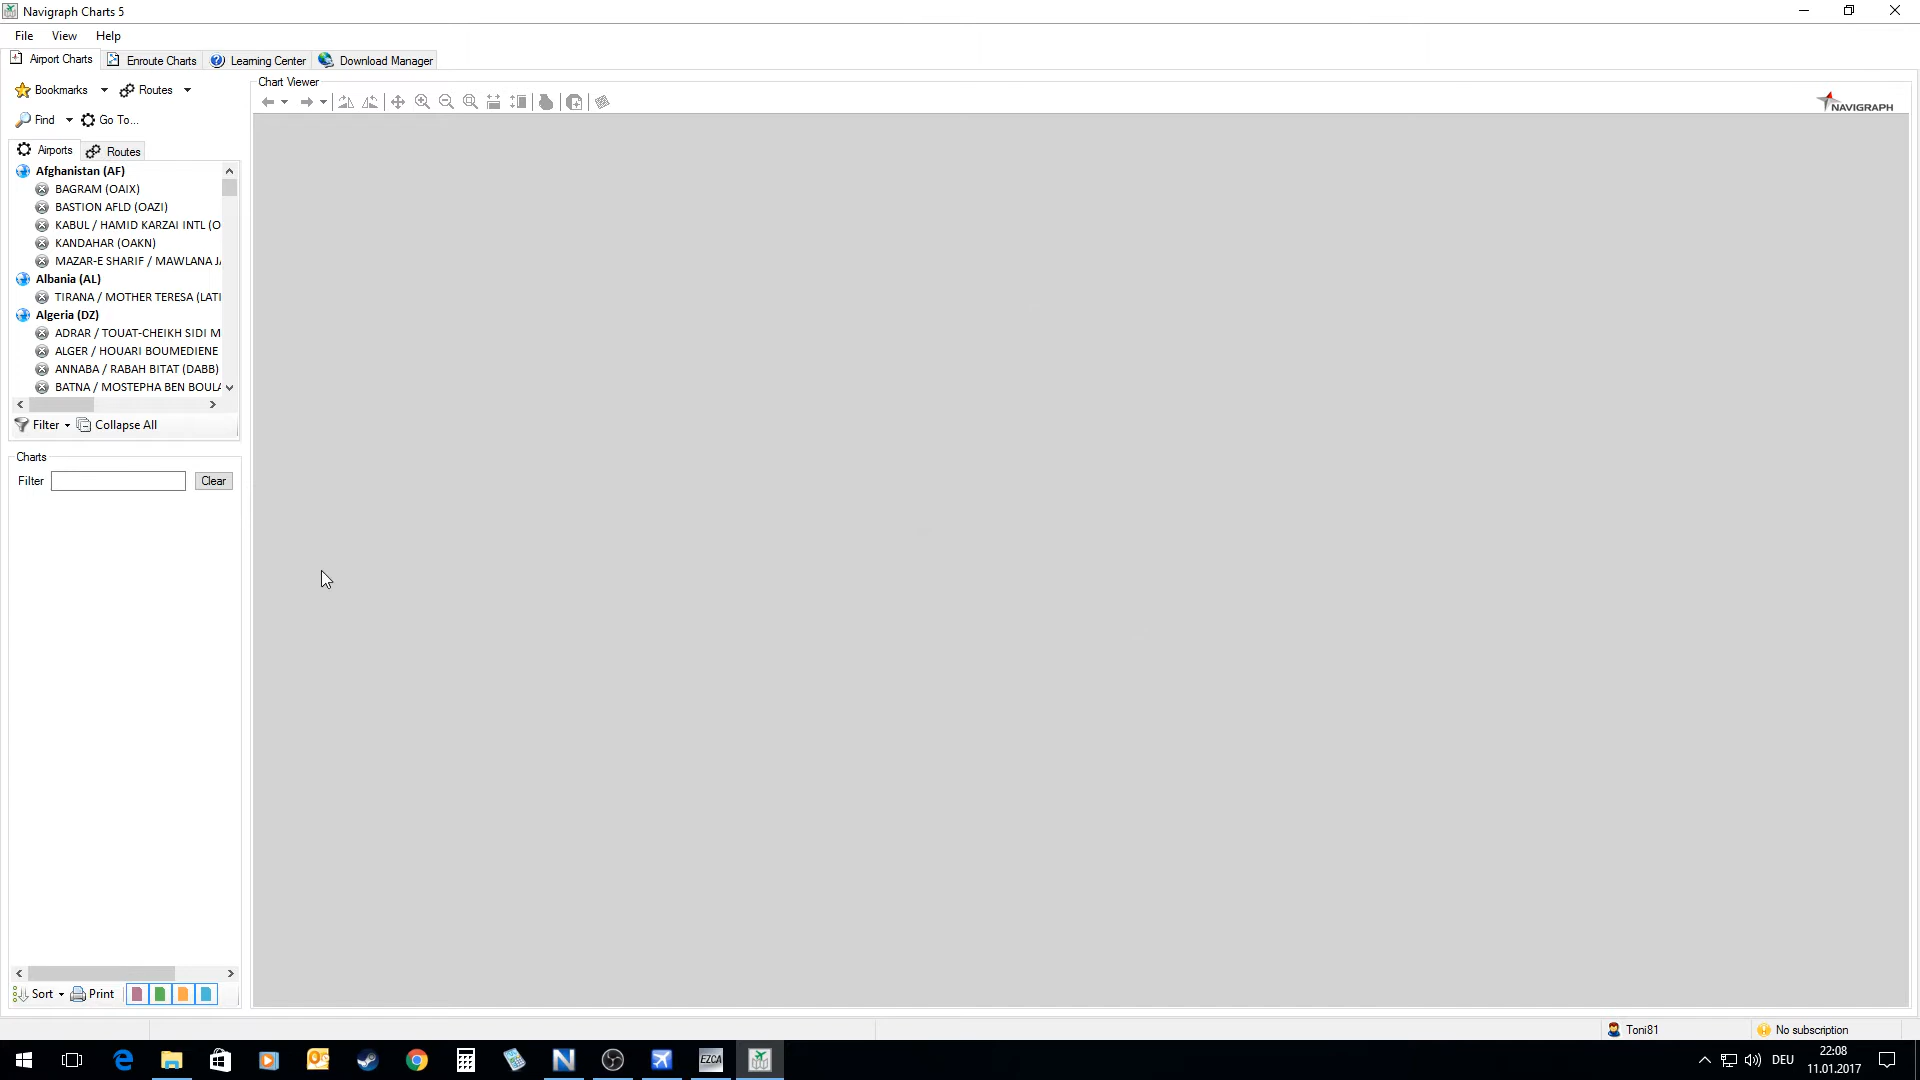 Navigraph Charts 5
File View Help
Airport Charts Enroute Charts Learning Center Download Manager
Bookmarks Routes
Find Go To...
Airports Routes
Afghanistan (AF)
BAGRAM (OAIX)
BASTION AFLD (OAZI)
KABUL / HAMID KARZAI INTL (O
KANDAHAR (OAKN)
MAZAR-E SHARIF / MAWLANA JA
Albania (AL)
TIRANA / MOTHER TERESA (LATI
Algeria (DZ)
ADRAR / TOUAT-CHEIKH SIDI M
ALGER / HOUARI BOUMEDIENE
ANNABA / RABAH BITAT (DABB)
BATNA / MOSTEPHA BEN BOULA
Filter Collapse All
Charts
Filter Clear
Sort Print
Chart Viewer
NAVIGRAPH
Toni81 No subscription
EZCA
DEU
22:08
11.01.2017